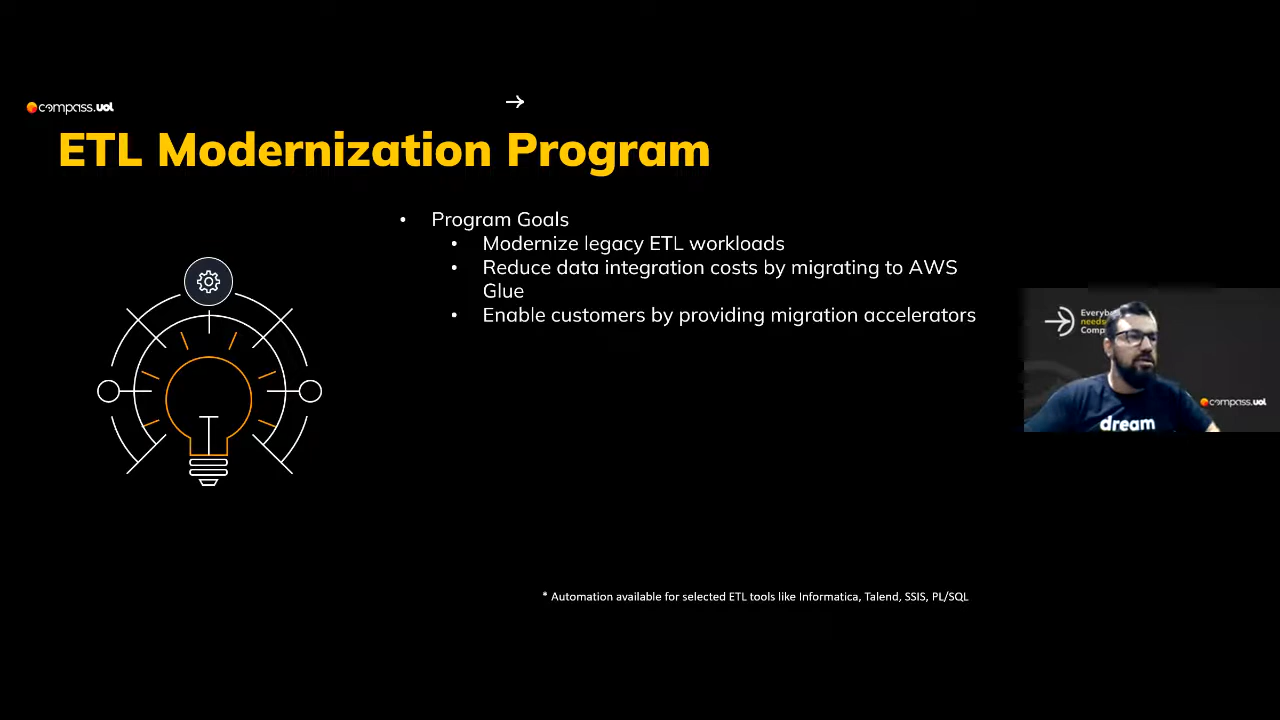 compass.uol
ETL Modernization Program
• Program Goals
• Modernize legacy ETL workloads
• Reduce data integration costs by migrating to AWS
Glue
• Enable customers by providing migration accelerators
needs
compass.uol
dream
* Automation available for selected ETL tools like Informatica, Talend, SSIS, PL/SQL